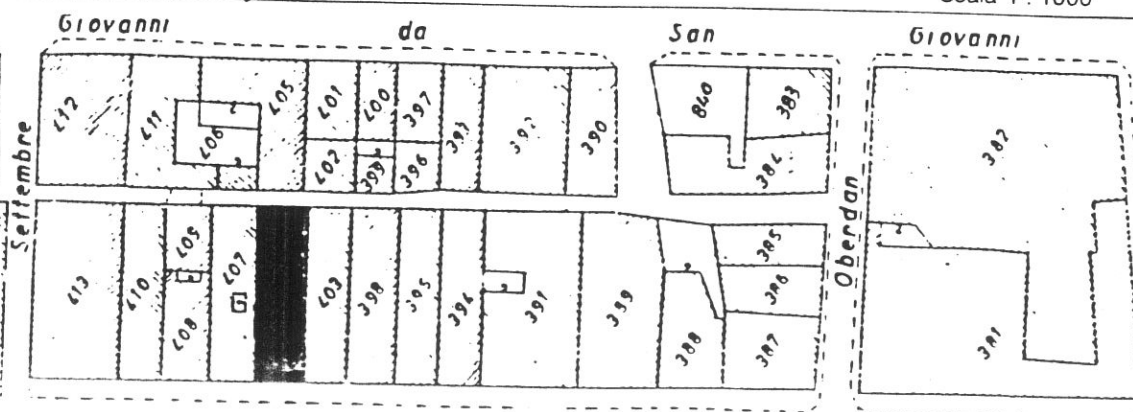 Scala 1 : 1000
Giovanni da San Giovanni
Settembre
Oberdan
412 411 406 405 401 400 397 393 392 390 840 383 382
402 399 396 384
413 410 409 407 403 398 395 394 391 399 385
408 386
388 387 381